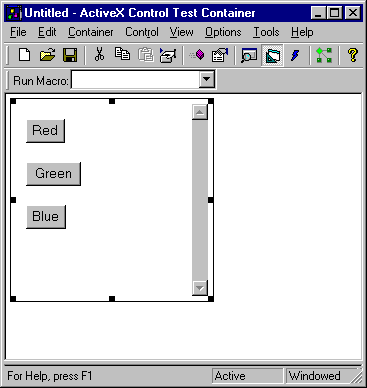 Untitled - ActiveX Control Test Container
File Edit Container Control View Options Tools Help
Run Macro:
Red
Green
Blue
For Help, press F1 Active Windowed